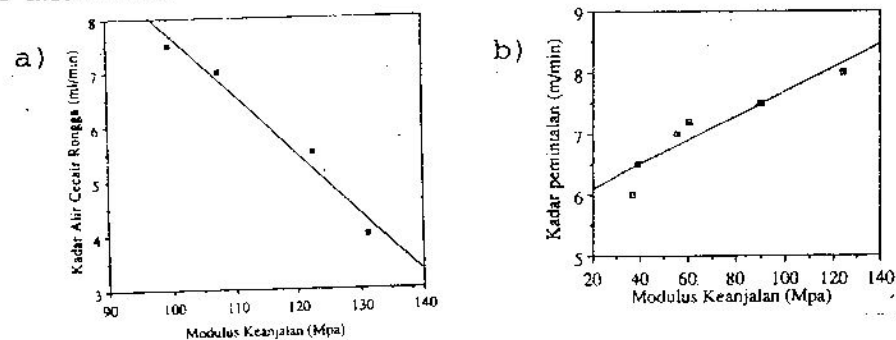 a)
Kadar Alir Cecair Rongga (ml/min)
8
7
6
5
4
3
90 100 110 120 130 140
Modulus Keanjalan (Mpa)
b)
Kadar pemintalan (m/min)
9
8
7
6
5
20 40 60 80 100 120 140
Modulus Keanjalan (Mpa)